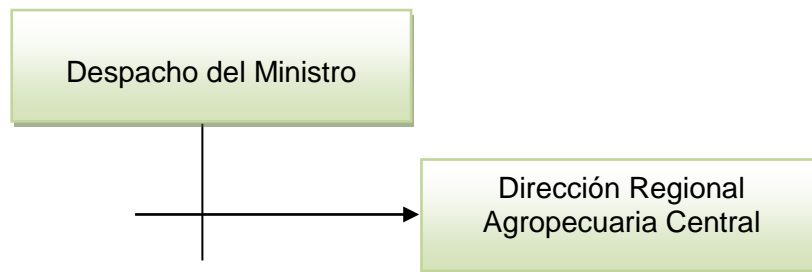 Despacho del Ministro
Dirección Regional
Agropecuaria Central